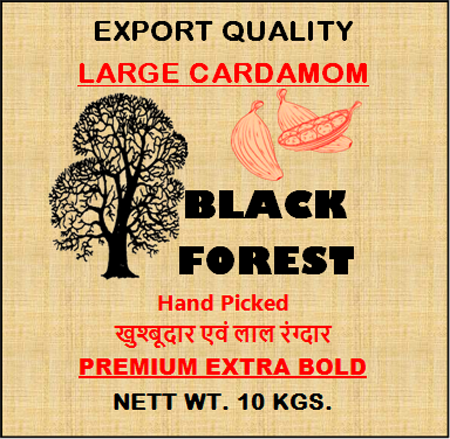 EXPORT QUALITY
LARGE CARDAMOM
BLACK
FOREST
Hand Picked
खुश्बूदार एवं लाल रंग्दार
PREMIUM EXTRA BOLD
NETT WT. 10 KGS.